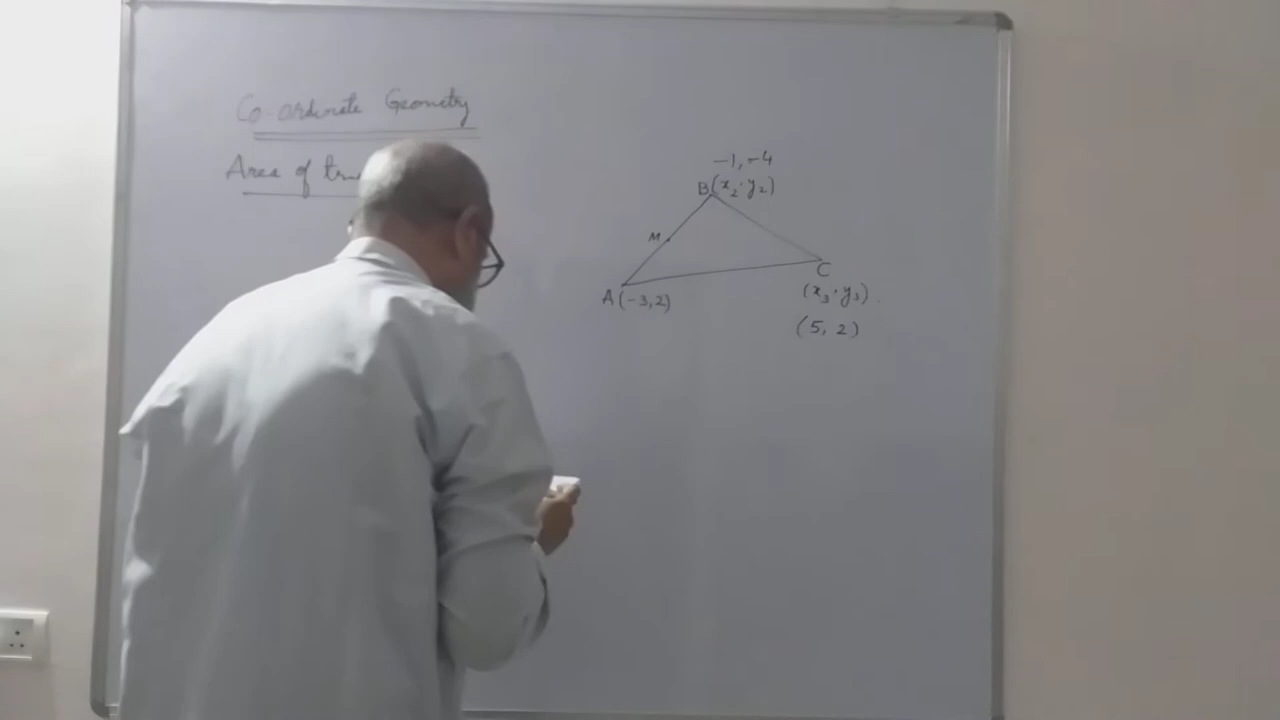 Co-ordinate Geometry
Area of
-1, -4
B(x₂, y₂)
M
A(-3,2)
C
(x₃, y₃)
(5, 2)